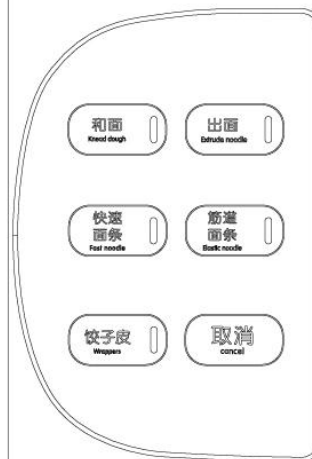 和面
Knead dough
出面
Extrude noodle
快速
面条
Fast noodle
筋道
面条
Elastic noodle
饺子皮
Wrappers
取消
cancel